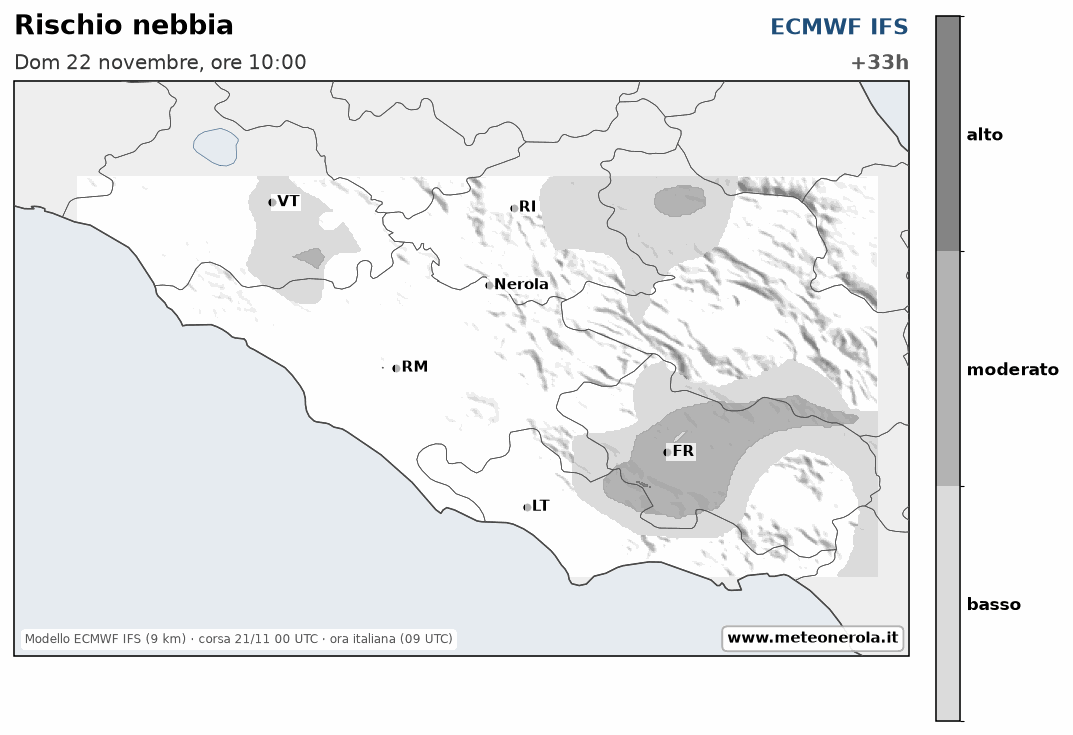 Rischio nebbia
ECMWF IFS
Dom 22 novembre, ore 10:00
+33h
alto
VT
RI
Nerola
RM
moderato
FR
LT
basso
Modello ECMWF IFS (9 km) · corsa 21/11 00 UTC · ora italiana (09 UTC)
www.meteonerola.it